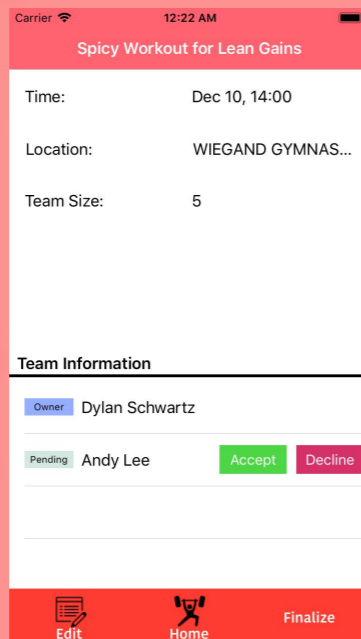 Carrier 12:22 AM
Spicy Workout for Lean Gains
Time: Dec 10, 14:00
Location: WIEGAND GYMNAS...
Team Size: 5
Team Information
Owner Dylan Schwartz
Pending Andy Lee Accept Decline
Edit Home Finalize